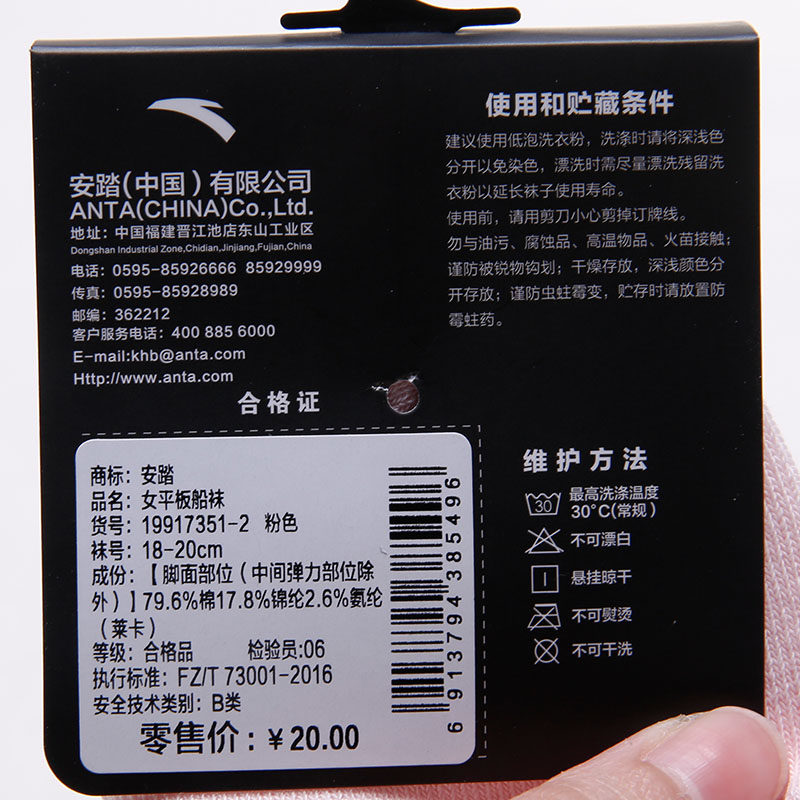 安踏(中国)有限公司
ANTA(CHINA)Co.,Ltd.
地址: 中国福建晋江池店东山工业区
Dongshan Industrial Zone,Chidian,Jinjiang,Fujian,China
电话: 0595-85926666 85929999
传真: 0595-85928989
邮编: 362212
客户服务电话: 400 885 6000
E-mail:khb@anta.com
Http://www.anta.com
合格证
商标: 安踏
品名: 女平板船袜
货号: 19917351-2 粉色
袜号: 18-20cm
成份:【脚面部位(中间弹力部位除
外)】79.6%棉17.8%锦纶2.6%氨纶
(莱卡)
等级: 合格品 检验员:06
执行标准: FZ/T 73001-2016
安全技术类别: B类
零售价: ¥20.00
6 913794 385496
使用和贮藏条件
建议使用低泡洗衣粉，洗涤时请将深浅色
分开以免染色，漂洗时需尽量漂洗残留洗
衣粉以延长袜子使用寿命。
使用前，请用剪刀小心剪掉订牌线。
勿与油污、腐蚀品、高温物品、火苗接触;
谨防被锐物钩划; 干燥存放，深浅颜色分
开存放; 谨防虫蛀霉变，贮存时请放置防
霉蛀药。
维护方法
30 最高洗涤温度
30°C(常规)
不可漂白
悬挂晾干
不可熨烫
不可干洗